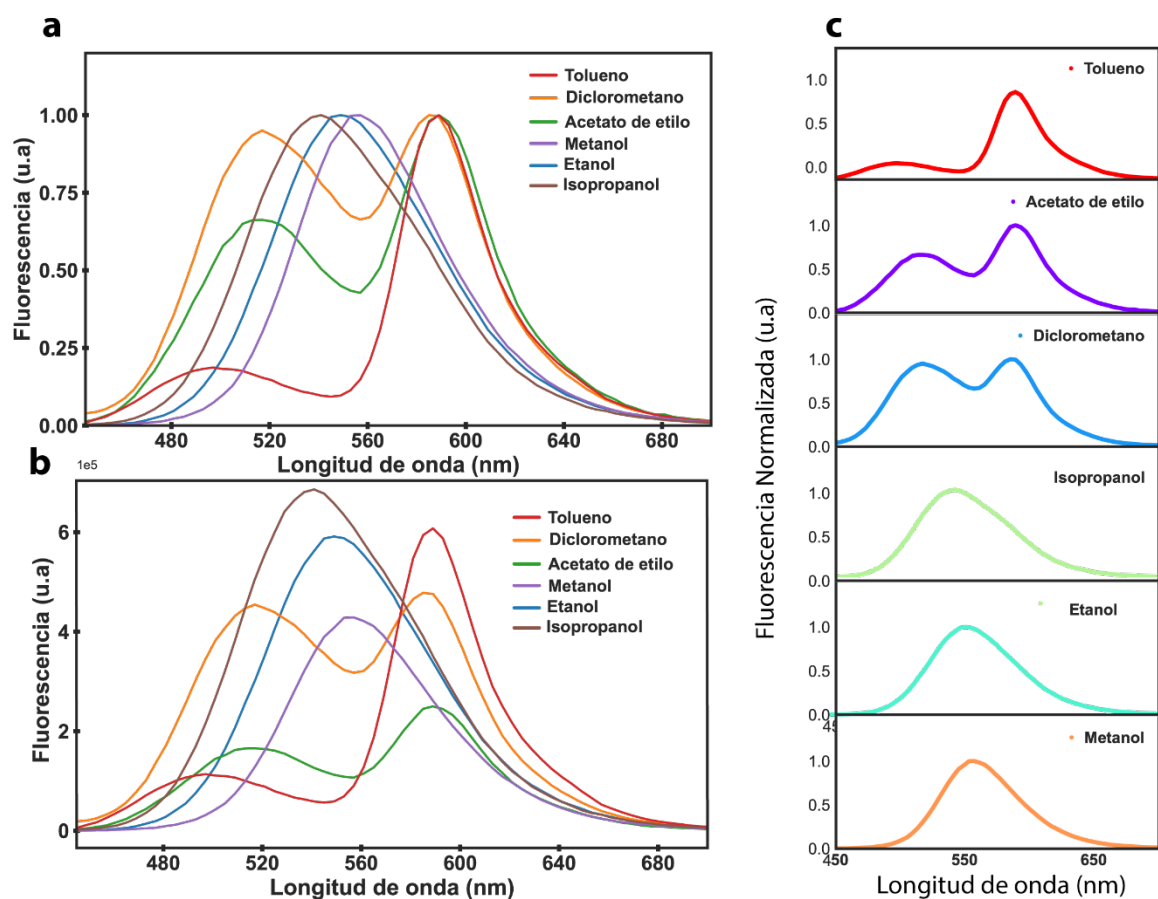 a
Tolueno
Diclorometano
Acetato de etilo
Metanol
Etanol
Isopropanol
Fluorescencia (u.a)
1.00
0.75
0.50
0.25
0.00
480 520 560 600 640 680
Longitud de onda (nm)
b
1e5
Tolueno
Diclorometano
Acetato de etilo
Metanol
Etanol
Isopropanol
Fluorescencia (u.a)
6
4
2
0
480 520 560 600 640 680
Longitud de onda (nm)
c
Fluorescencia Normalizada (u.a)
Tolueno
1.0
0.5
0.0
Acetato de etilo
1.0
0.5
0.0
Diclorometano
1.0
0.5
0.0
Isopropanol
1.0
0.5
0.0
Etanol
1.0
0.5
0.0
Metanol
1.0
0.5
0.0
450 550 650
Longitud de onda (nm)